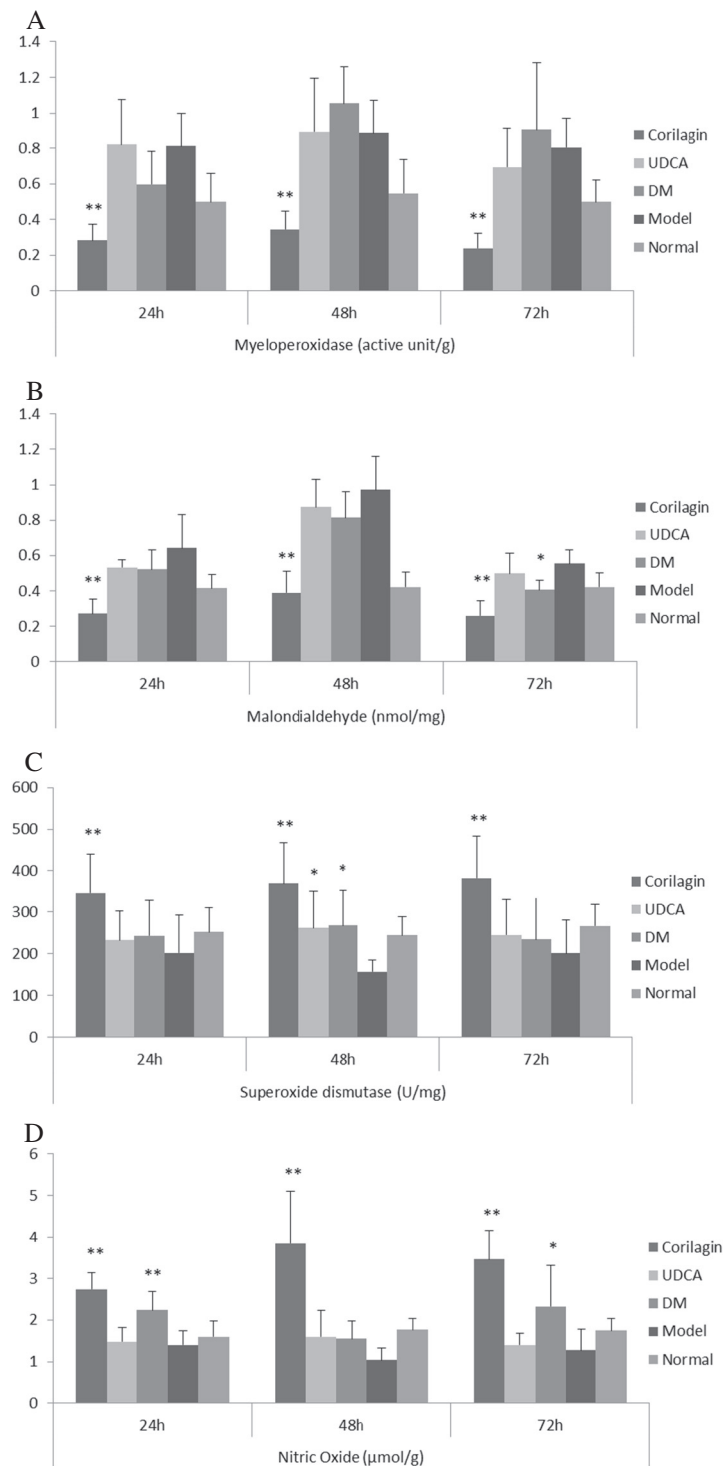 A
1.4
1.2
1
0.8
0.6
0.4
0.2
0
**
**
**
24h
48h
72h
Myeloperoxidase (active unit/g)
Corilagin
UDCA
DM
Model
Normal
B
1.4
1.2
1
0.8
0.6
0.4
0.2
0
**
**
**
*
24h
48h
72h
Malondialdehyde (nmol/mg)
Corilagin
UDCA
DM
Model
Normal
C
600
500
400
300
200
100
0
**
**
*
*
**
24h
48h
72h
Superoxide dismutase (U/mg)
Corilagin
UDCA
DM
Model
Normal
D
6
5
4
3
2
1
0
**
**
**
**
*
24h
48h
72h
Nitric Oxide (μmol/g)
Corilagin
UDCA
DM
Model
Normal